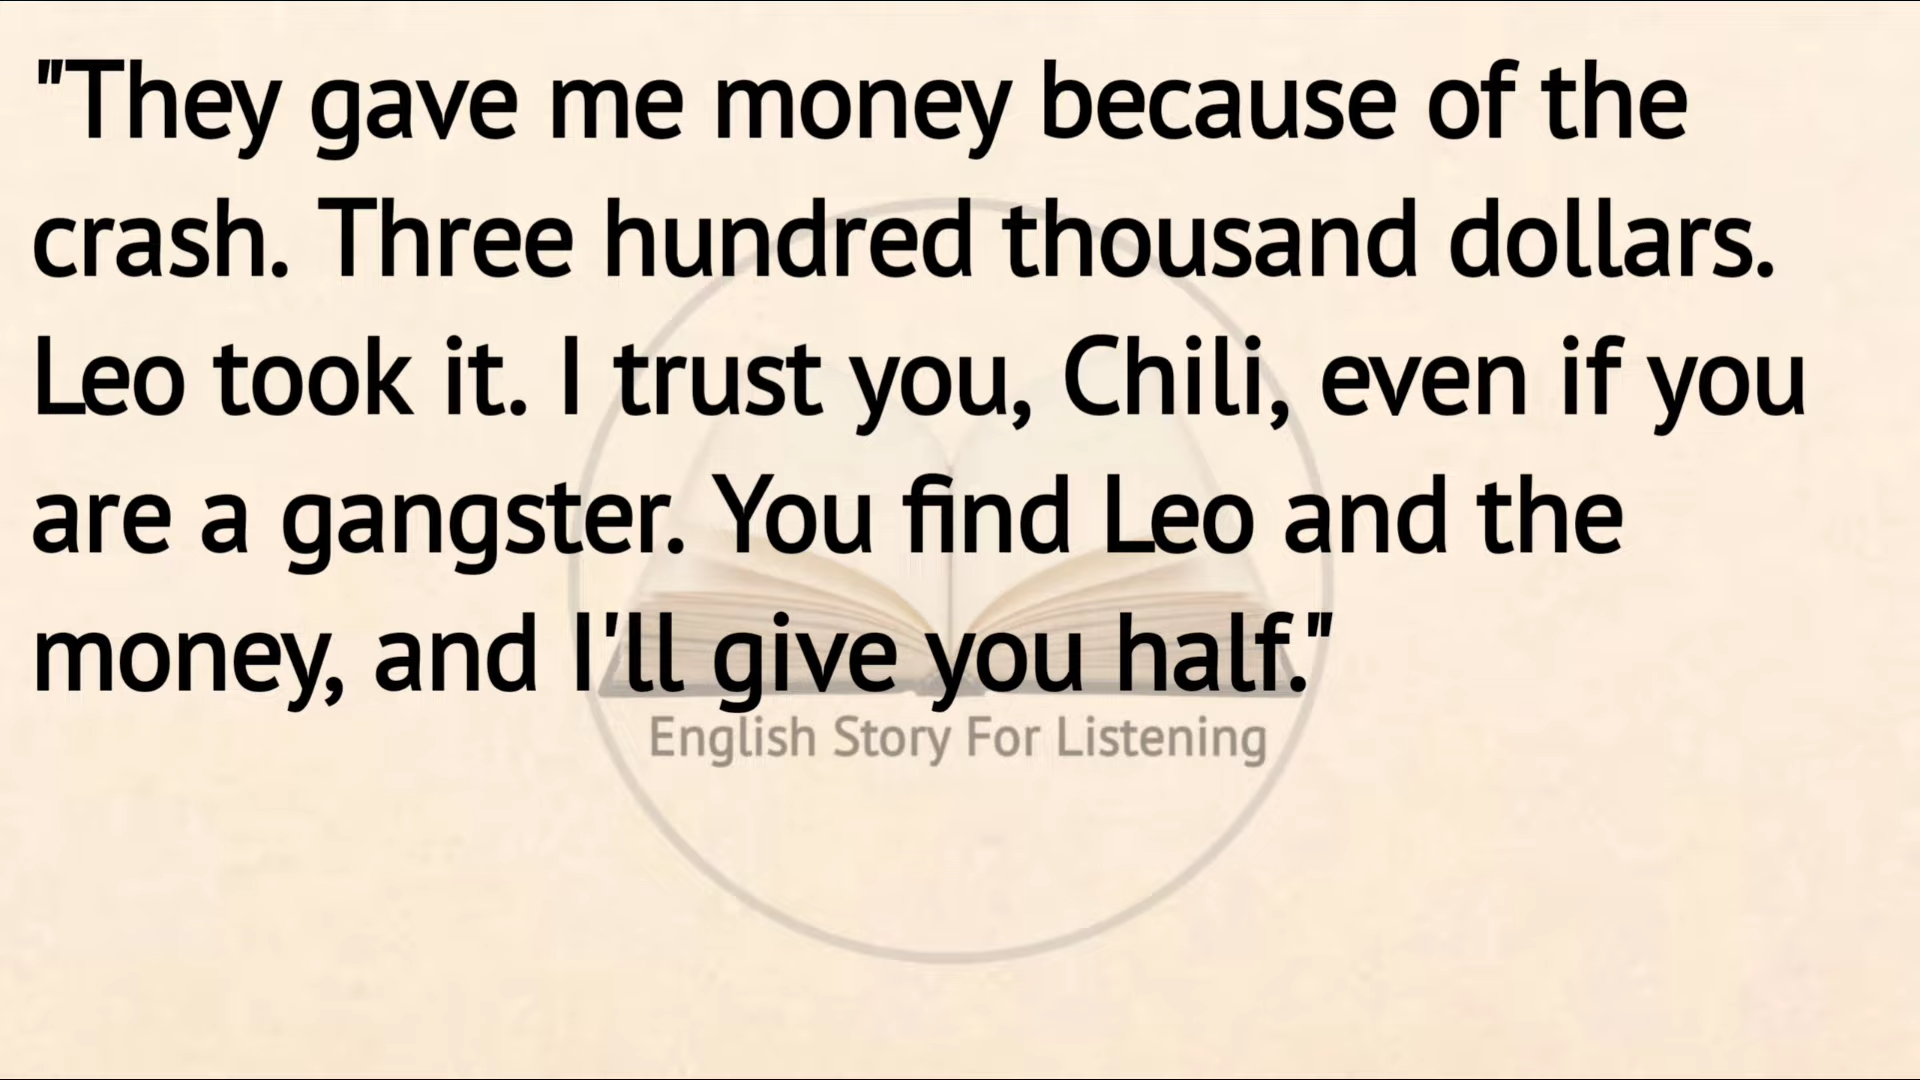 "They gave me money because of the
crash. Three hundred thousand dollars.
Leo took it. I trust you, Chili, even if you
are a gangster. You find Leo and the
money, and I'll give you half."
English Story For Listening